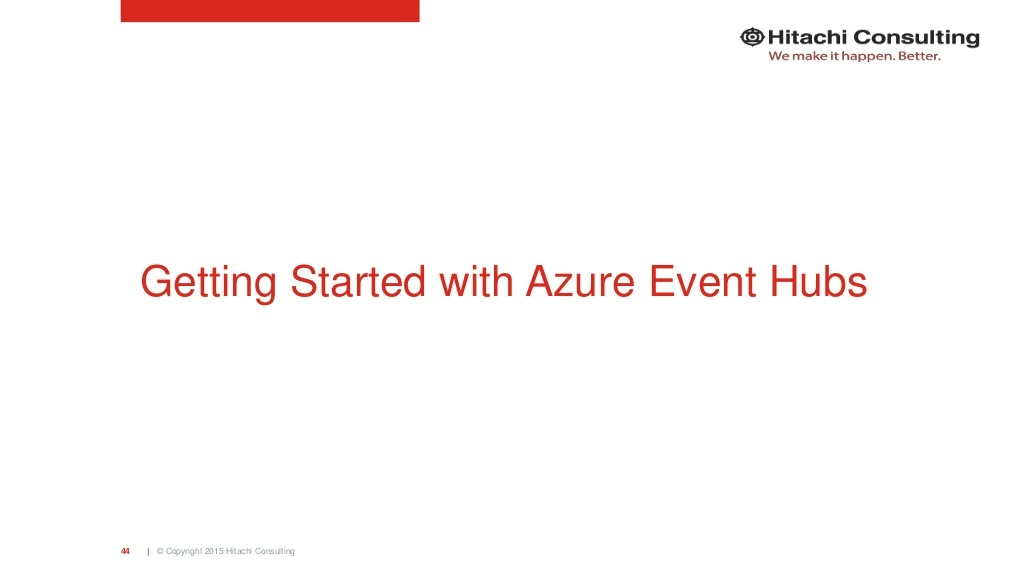 Hitachi Consulting
We make it happen. Better.
Getting Started with Azure Event Hubs
44 | © Copyright 2015 Hitachi Consulting